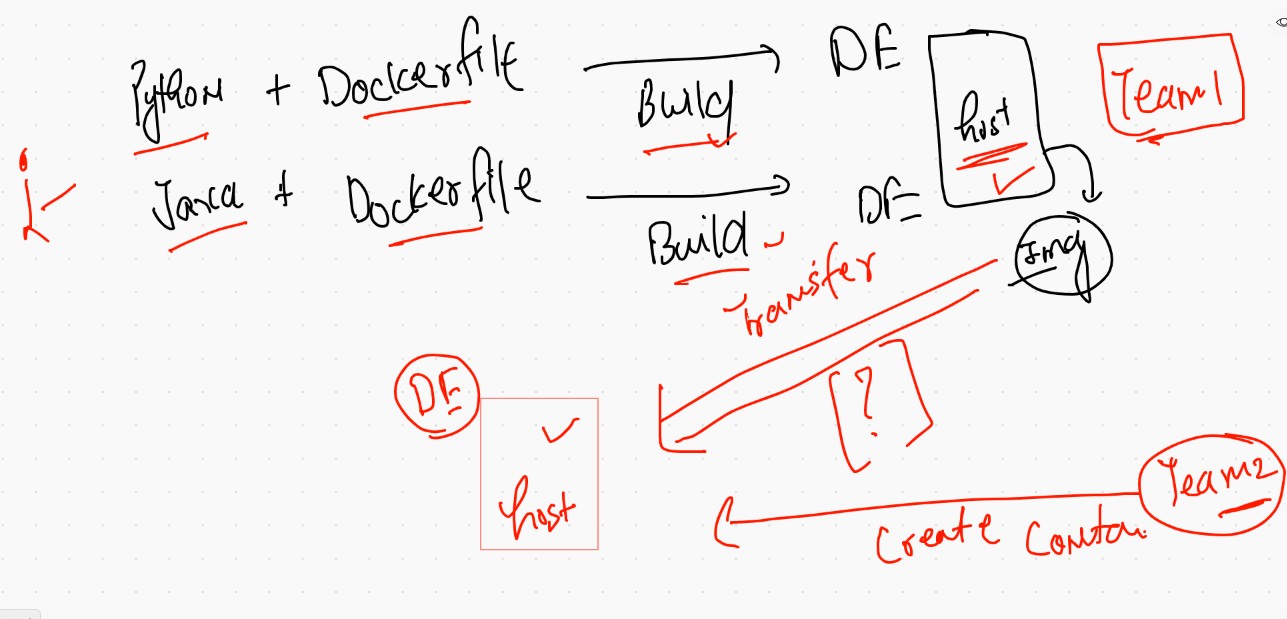 Python + Dockerfile Build DE host Team1
Java + Dockerfile Build DE Img
Transfer
DE
?
host
Team2
Create Contai.